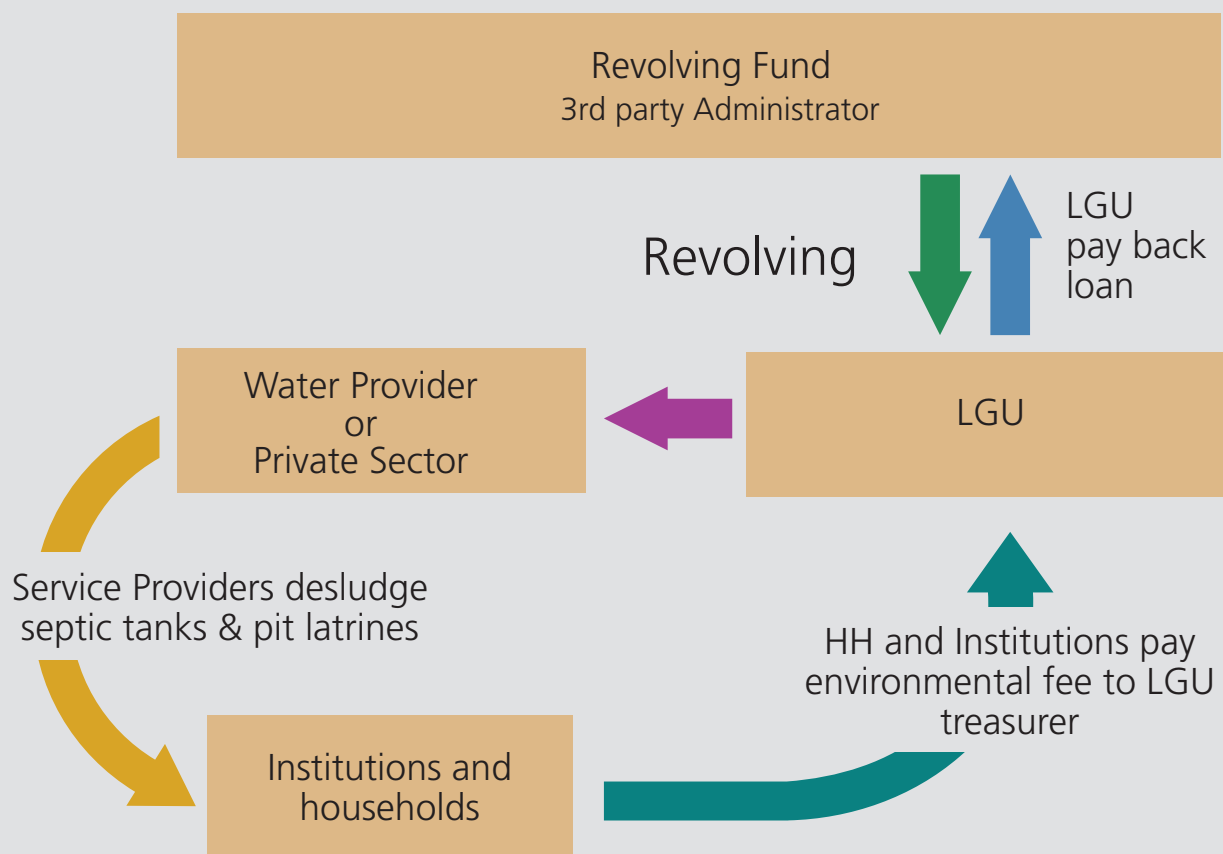 Revolving Fund
3rd party Administrator
Revolving
LGU
pay back
loan
Water Provider
or
Private Sector
LGU
Service Providers desludge
septic tanks & pit latrines
HH and Institutions pay
environmental fee to LGU
treasurer
Institutions and
households